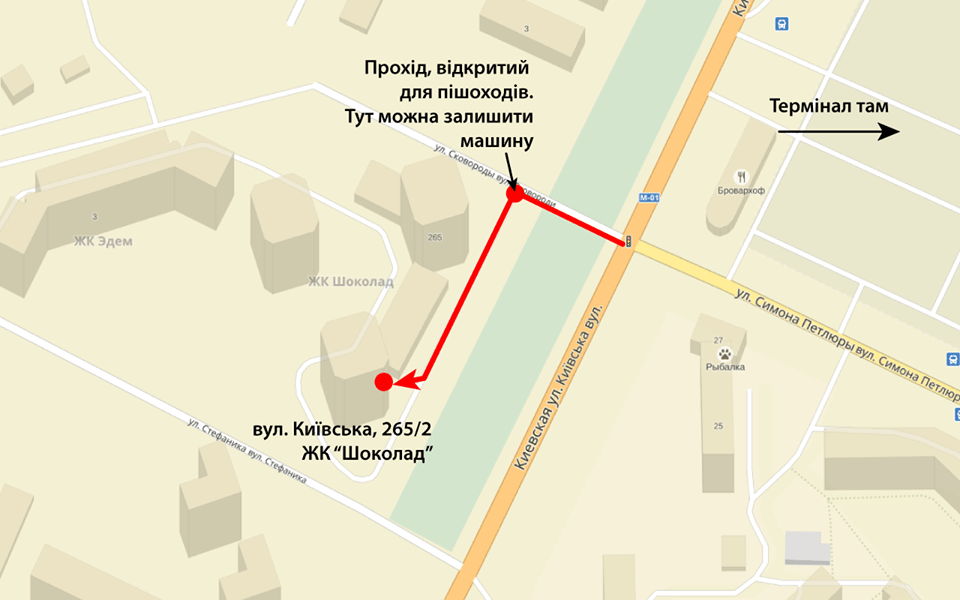 Ки
3
Прохід, відкритий
для пішоходів.
Тут можна залишити
машину
Термінал там
ул. Сковороды вул. Сковороди
Бровархоф
М-01
3
ЖК Эдем
265
ЖК Шоколад
ул. Симона Петлюры вул. Симона Петлю
Киевская ул. Київська вул.
27
Рыбалка
25
вул. Київська, 265/2
ЖК “Шоколад”
ул. Стефаника вул. Стефаника